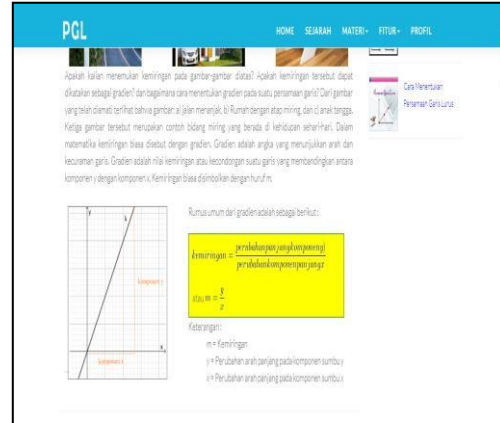 PGL
HOME SEJARAH MATERI FITUR PROFIL
Apakah kalian menemukan kemiringan pada gambar-gambar diatas? Apakah kemiringan tersebut dapat
dikatakan sebagai gradien? dan bagaimana cara menentukan gradien pada suatu persamaan garis? Dari gambar
yang telah diamati terlihat bahwa gambar: a) jalan menanjak, b) Rumah dengan atap miring, dan c) anak tangga.
Ketiga gambar tersebut merupakan contoh bidang miring yang berada di kehidupan sehari-hari. Dalam
matematika kemiringan biasa disebut dengan gradien. Gradien adalah angka yang menunjukkan arah dan
kecuraman garis. Gradien adalah nilai kemiringan atau kecondongan suatu garis yang membandingkan antara
komponen y dengan komponen x. Kemiringan biasa disimbolkan dengan huruf m.
Cara Menentukan
Persamaan Garis Lurus
y
komponen y
x
komponen x
Rumus umum dari gradien adalah sebagai berikut :
kemiringan = perubahanpanjangkomponeny / perubahankomponenpanjangx
atau m = y / x
Keterangan :
m = Kemiringan
y = Perubahan arah panjang pada komponen sumbu y
x = Perubahan arah panjang pada komponen sumbu x